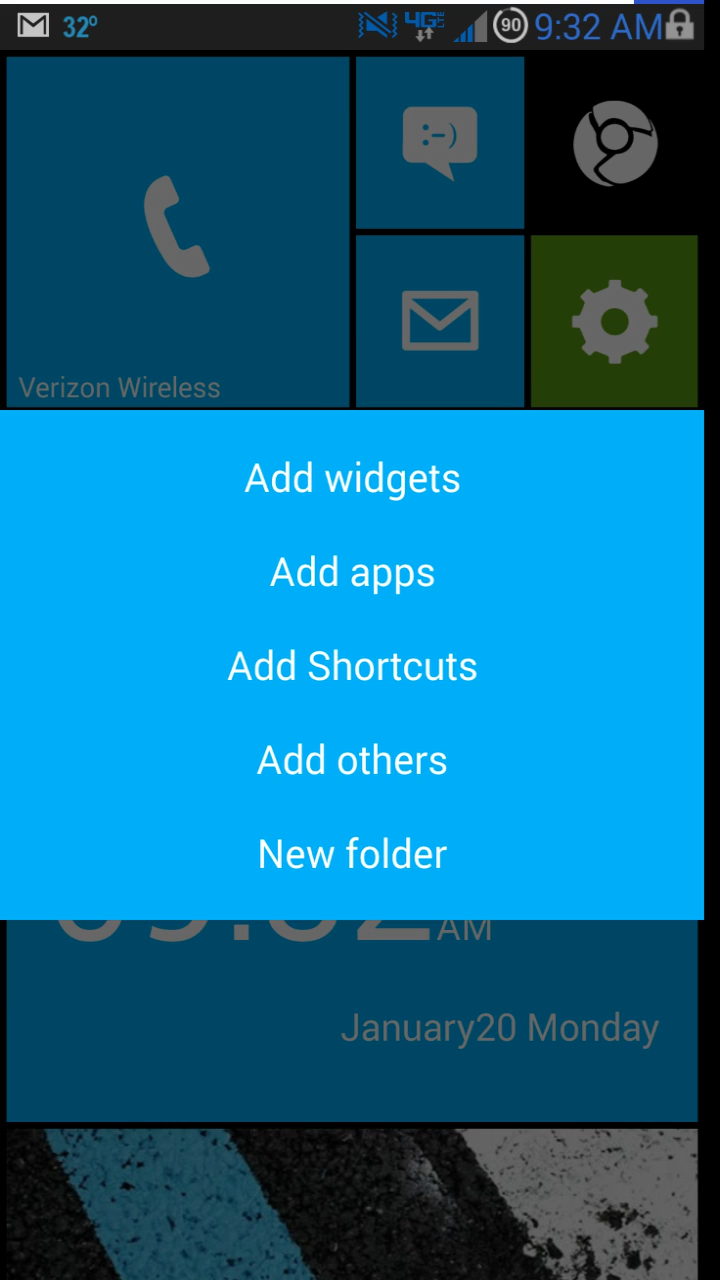 32° 4G LTE 90 9:32 AM
:-)
Verizon Wireless
Add widgets
Add apps
Add Shortcuts
Add others
New folder
AM
January20 Monday